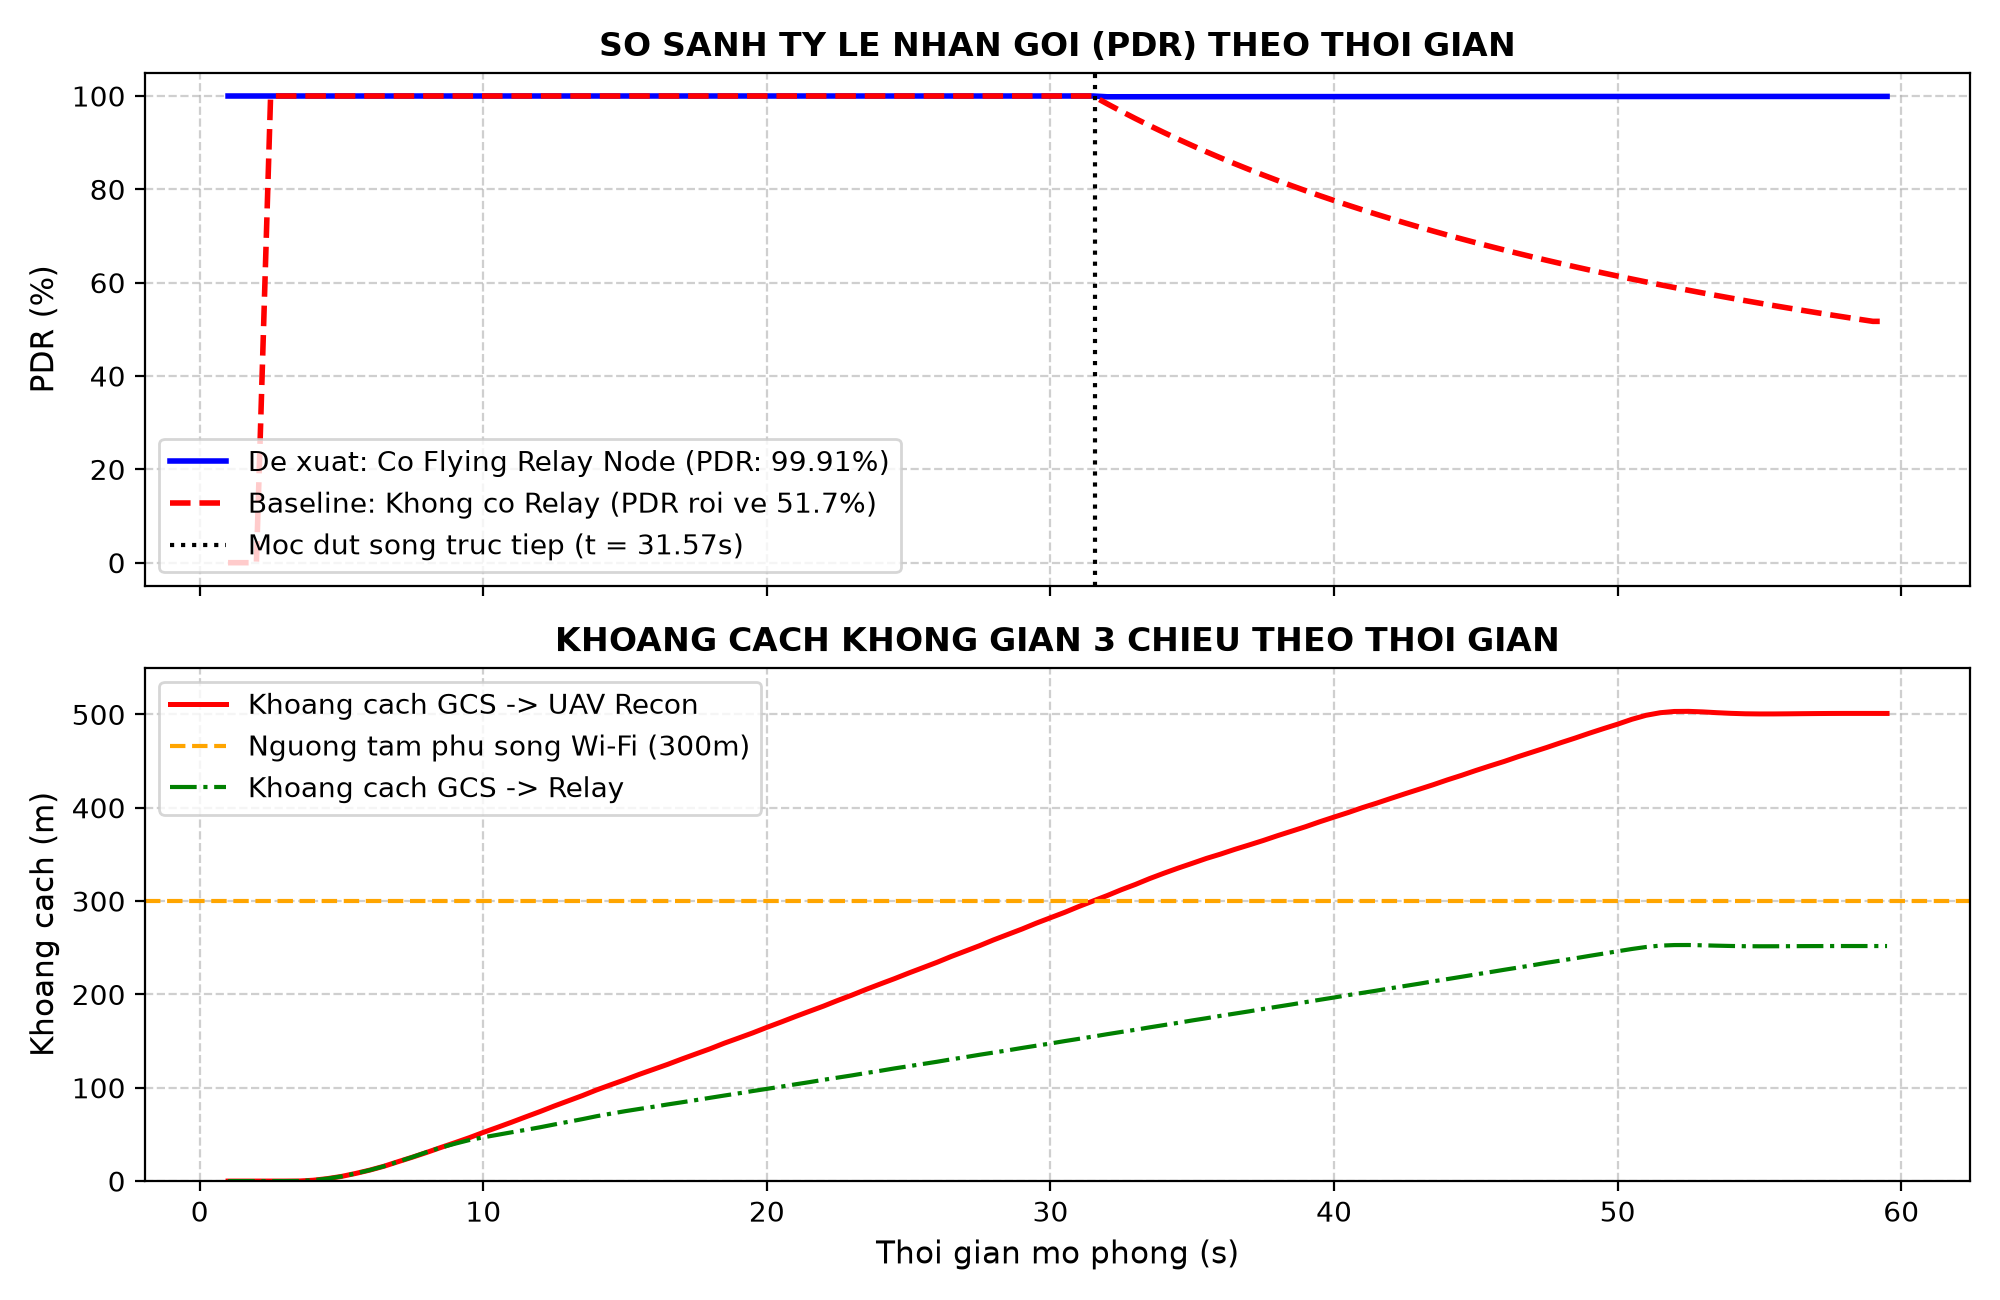 SO SANH TY LE NHAN GOI (PDR) THEO THOI GIAN
PDR (%)
100
80
60
40
20
0
De xuat: Co Flying Relay Node (PDR: 99.91%)
Baseline: Khong co Relay (PDR roi ve 51.7%)
Moc dut song truc tiep (t = 31.57s)
KHOANG CACH KHONG GIAN 3 CHIEU THEO THOI GIAN
Khoang cach (m)
500
400
300
200
100
0
Khoang cach GCS -> UAV Recon
Nguong tam phu song Wi-Fi (300m)
Khoang cach GCS -> Relay
0 10 20 30 40 50 60
Thoi gian mo phong (s)